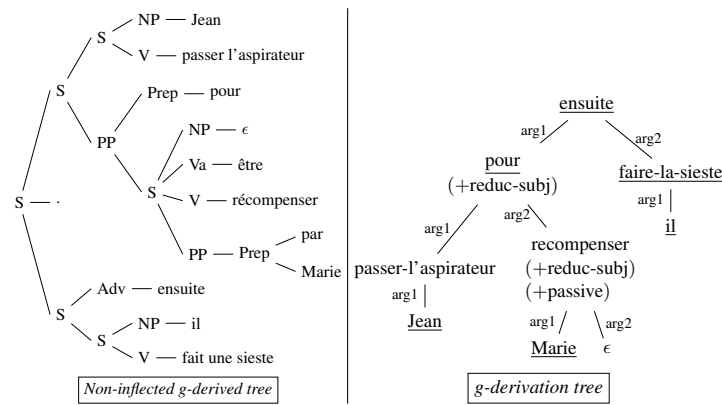 NP — Jean
S
V — passer l'aspirateur
S
Prep — pour
PP
NP — ϵ
Va — être
S
V — récompenser
S — .
par
PP — Prep
Marie
Adv — ensuite
S
NP — il
S
V — fait une sieste
Non-inflected g-derived tree
ensuite
arg1 arg2
pour
(+reduc-subj)
faire-la-sieste
arg1
il
arg1 arg2
passer-l'aspirateur
arg1
Jean
recompenser
(+reduc-subj)
(+passive)
arg1 arg2
Marie ϵ
g-derivation tree